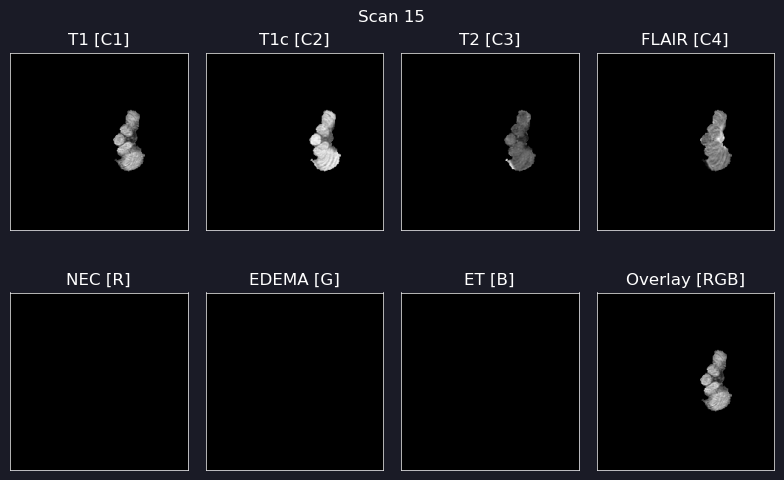 Scan 15
T1 [C1]
T1c [C2]
T2 [C3]
FLAIR [C4]
NEC [R]
EDEMA [G]
ET [B]
Overlay [RGB]